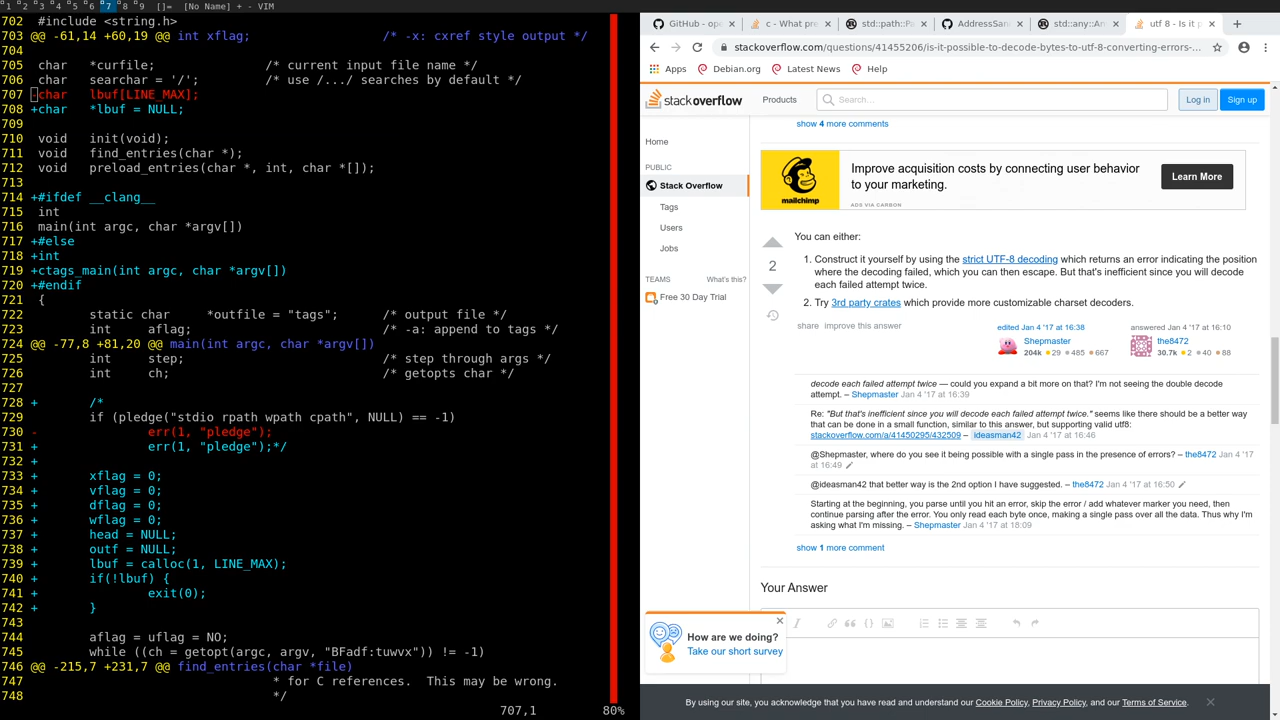 1 2 3 4 5 6 7 8 9 []= [No Name] + - VIM
702  #include <string.h>
703 @@ -61,14 +60,19 @@ int xflag;                  /* -x: cxref style output */
704
705  char   *curfile;               /* current input file name */
706  char   searchar = '/';         /* use /.../ searches by default */
707 -char   lbuf[LINE_MAX];
708 +char   *lbuf = NULL;
709
710  void   init(void);
711  void   find_entries(char *);
712  void   preload_entries(char *, int, char *[]);
713
714 +#ifdef __clang__
715  int
716  main(int argc, char *argv[])
717 +#else
718 +int
719 +ctags_main(int argc, char *argv[])
720 +#endif
721  {
722         static char     *outfile = "tags";      /* output file */
723         int     aflag;                          /* -a: append to tags */
724 @@ -77,8 +81,20 @@ main(int argc, char *argv[])
725         int     step;                           /* step through args */
726         int     ch;                             /* getopts char */
727
728 +       /*
729         if (pledge("stdio rpath wpath cpath", NULL) == -1)
730 -               err(1, "pledge");
731 +               err(1, "pledge");*/
732 +
733 +       xflag = 0;
734 +       vflag = 0;
735 +       dflag = 0;
736 +       wflag = 0;
737 +       head = NULL;
738 +       outf = NULL;
739 +       lbuf = calloc(1, LINE_MAX);
740 +       if(!lbuf) {
741 +               exit(0);
742 +       }
743
744         aflag = uflag = NO;
745         while ((ch = getopt(argc, argv, "BFadf:tuwvx")) != -1)
746 @@ -215,7 +231,7 @@ find_entries(char *file)
747                                 * for C references.  This may be wrong.
748                                 */
707,1 80%
GitHub - ope
c - What pre
std::path::Pa
AddressSan
std::any::An
utf 8 - Is it p
stackoverflow.com/questions/41455206/is-it-possible-to-decode-bytes-to-utf-8-converting-errors-...
Apps Debian.org Latest News Help
stackoverflow Products Search... Log in Sign up
Home
PUBLIC
Stack Overflow
Tags
Users
Jobs
TEAMS What's this?
Free 30 Day Trial
show 4 more comments
mailchimp
Improve acquisition costs by connecting user behavior
to your marketing.
Learn More
ADS VIA CARBON
You can either:
2
1. Construct it yourself by using the strict UTF-8 decoding which returns an error indicating the position
where the decoding failed, which you can then escape. But that's inefficient since you will decode
each failed attempt twice.
2. Try 3rd party crates which provide more customizable charset decoders.
share improve this answer
edited Jan 4 '17 at 16:38
Shepmaster
204k 29 485 667
answered Jan 4 '17 at 16:10
the8472
30.7k 2 40 88
decode each failed attempt twice — could you expand a bit more on that? I'm not seeing the double decode
attempt. – Shepmaster Jan 4 '17 at 16:39
Re: "But that's inefficient since you will decode each failed attempt twice." seems like there should be a better way
that can be done in a small function, similar to this answer, but supporting valid utf8:
stackoverflow.com/a/41450295/432509 – ideasman42 Jan 4 '17 at 16:46
@Shepmaster, where do you see it being possible with a single pass in the presence of errors? – the8472 Jan 4 '17
at 16:49
@ideasman42 that better way is the 2nd option I have suggested. – the8472 Jan 4 '17 at 16:50
Starting at the beginning, you parse until you hit an error, skip the error / add whatever marker you need, then
continue parsing after the error. You only read each byte once, making a single pass over all the data. Thus why I'm
asking what I'm missing. – Shepmaster Jan 4 '17 at 18:09
show 1 more comment
Your Answer
How are we doing?
Take our short survey
By using our site, you acknowledge that you have read and understand our Cookie Policy, Privacy Policy, and our Terms of Service.